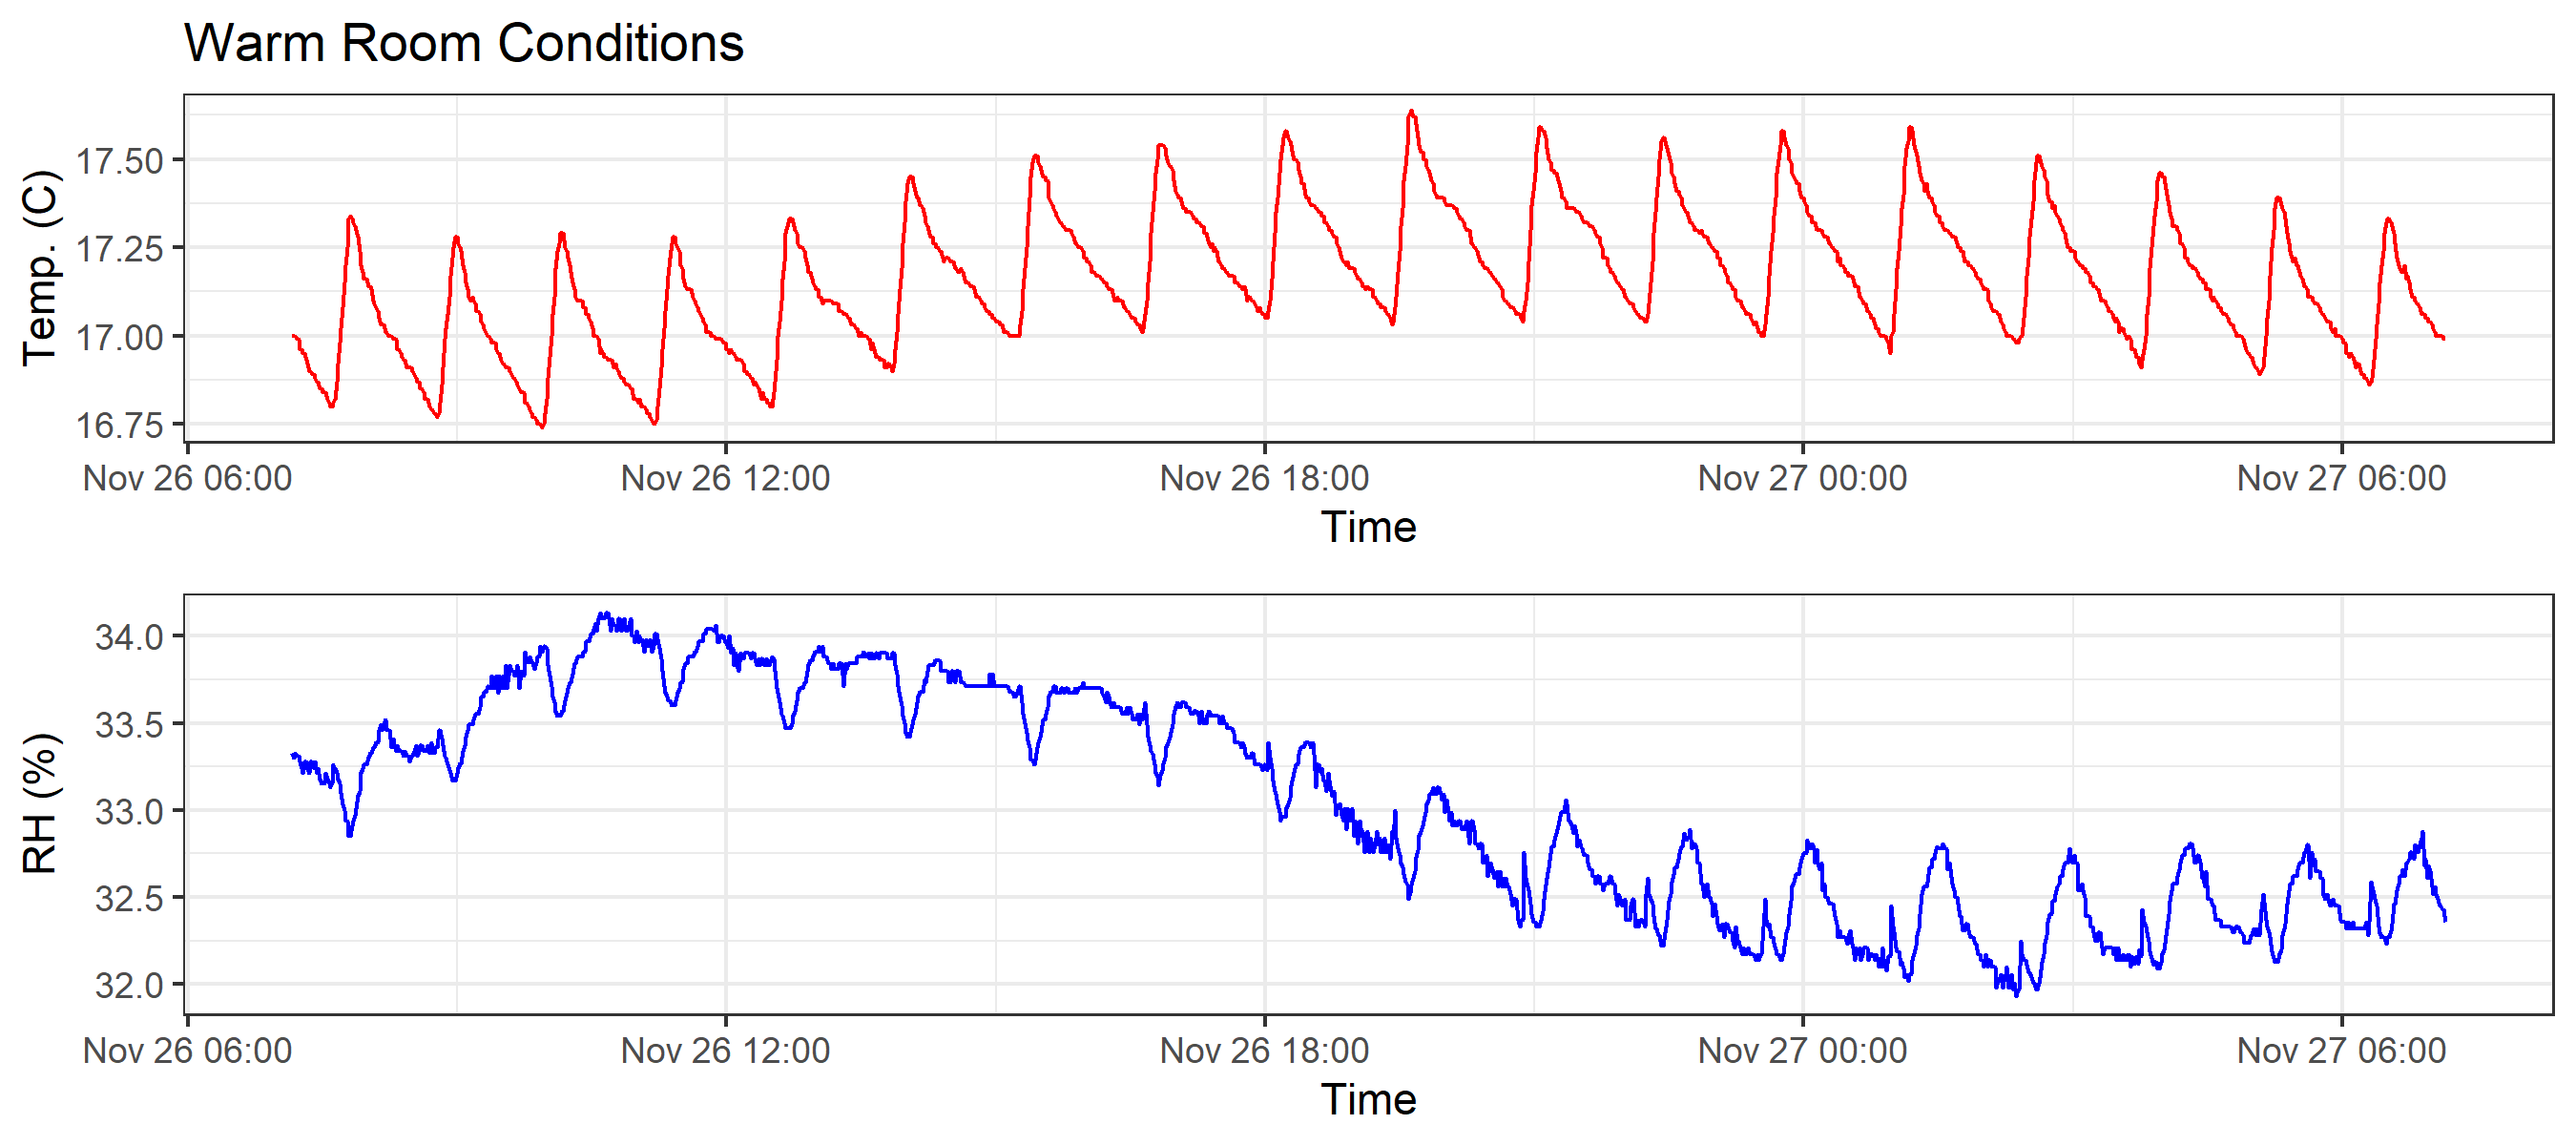 Warm Room Conditions
Temp. (C)
17.50
17.25
17.00
16.75
Nov 26 06:00 Nov 26 12:00 Nov 26 18:00 Nov 27 00:00 Nov 27 06:00
Time
RH (%)
34.0
33.5
33.0
32.5
32.0
Nov 26 06:00 Nov 26 12:00 Nov 26 18:00 Nov 27 00:00 Nov 27 06:00
Time